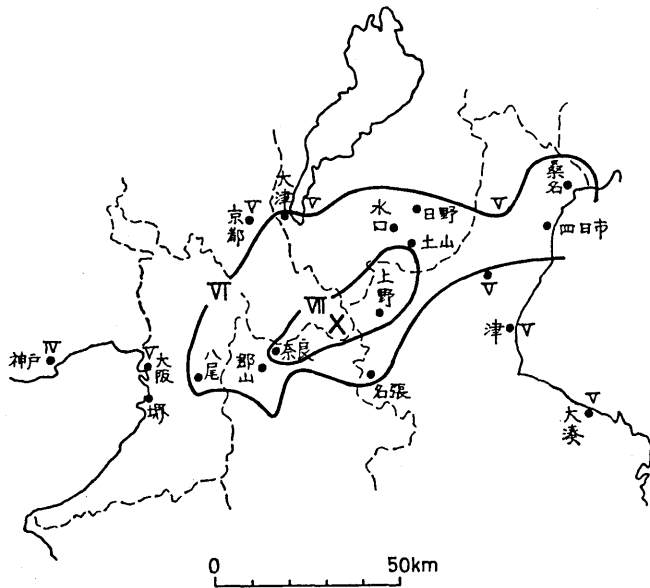 桑名
V
大津
V
V
京都
水口
日野
四日市
土山
VI
VII
上野
V
X
津
V
神戸
IV
V
大阪
八尾
郡山
奈良
名張
堺
V
大湊
0
50km